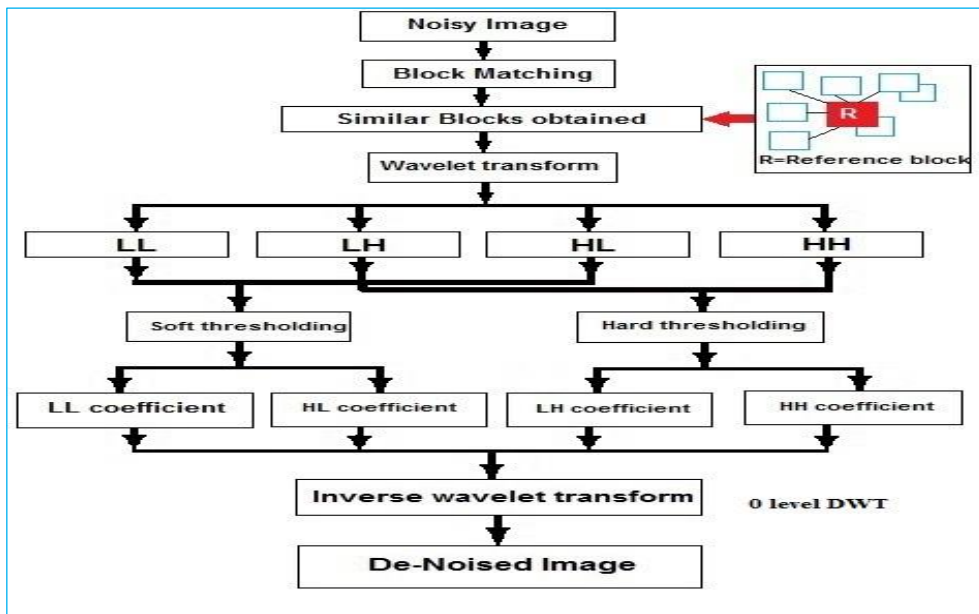 Noisy Image
Block Matching
Similar Blocks obtained
R
R=Reference block
Wavelet transform
LL
LH
HL
HH
Soft thresholding
Hard thresholding
LL coefficient
HL coefficient
LH coefficient
HH coefficient
Inverse wavelet transform
0 level DWT
De-Noised Image